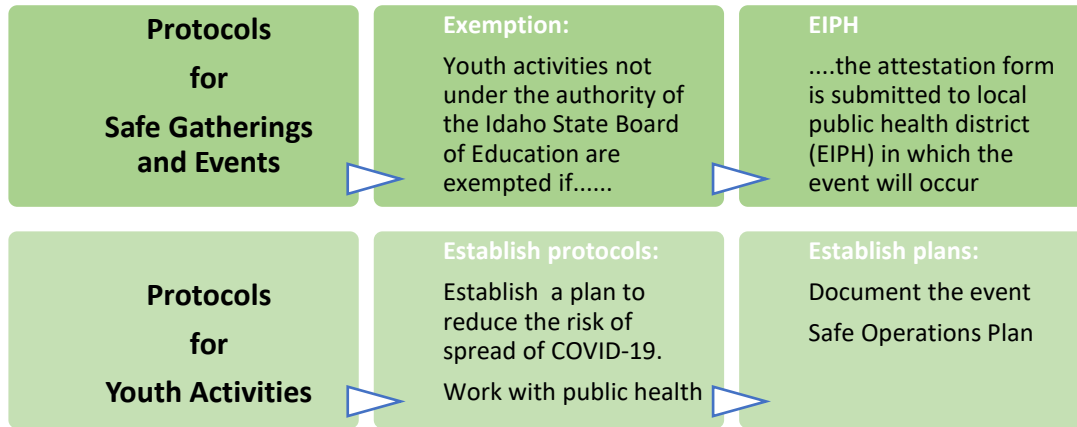 Protocols
for
Safe Gatherings
and Events
Exemption:
Youth activities not
under the authority of
the Idaho State Board
of Education are
exempted if......
EIPH
....the attestation form
is submitted to local
public health district
(EIPH) in which the
event will occur
Protocols
for
Youth Activities
Establish protocols:
Establish a plan to
reduce the risk of
spread of COVID-19.
Work with public health
Establish plans:
Document the event
Safe Operations Plan